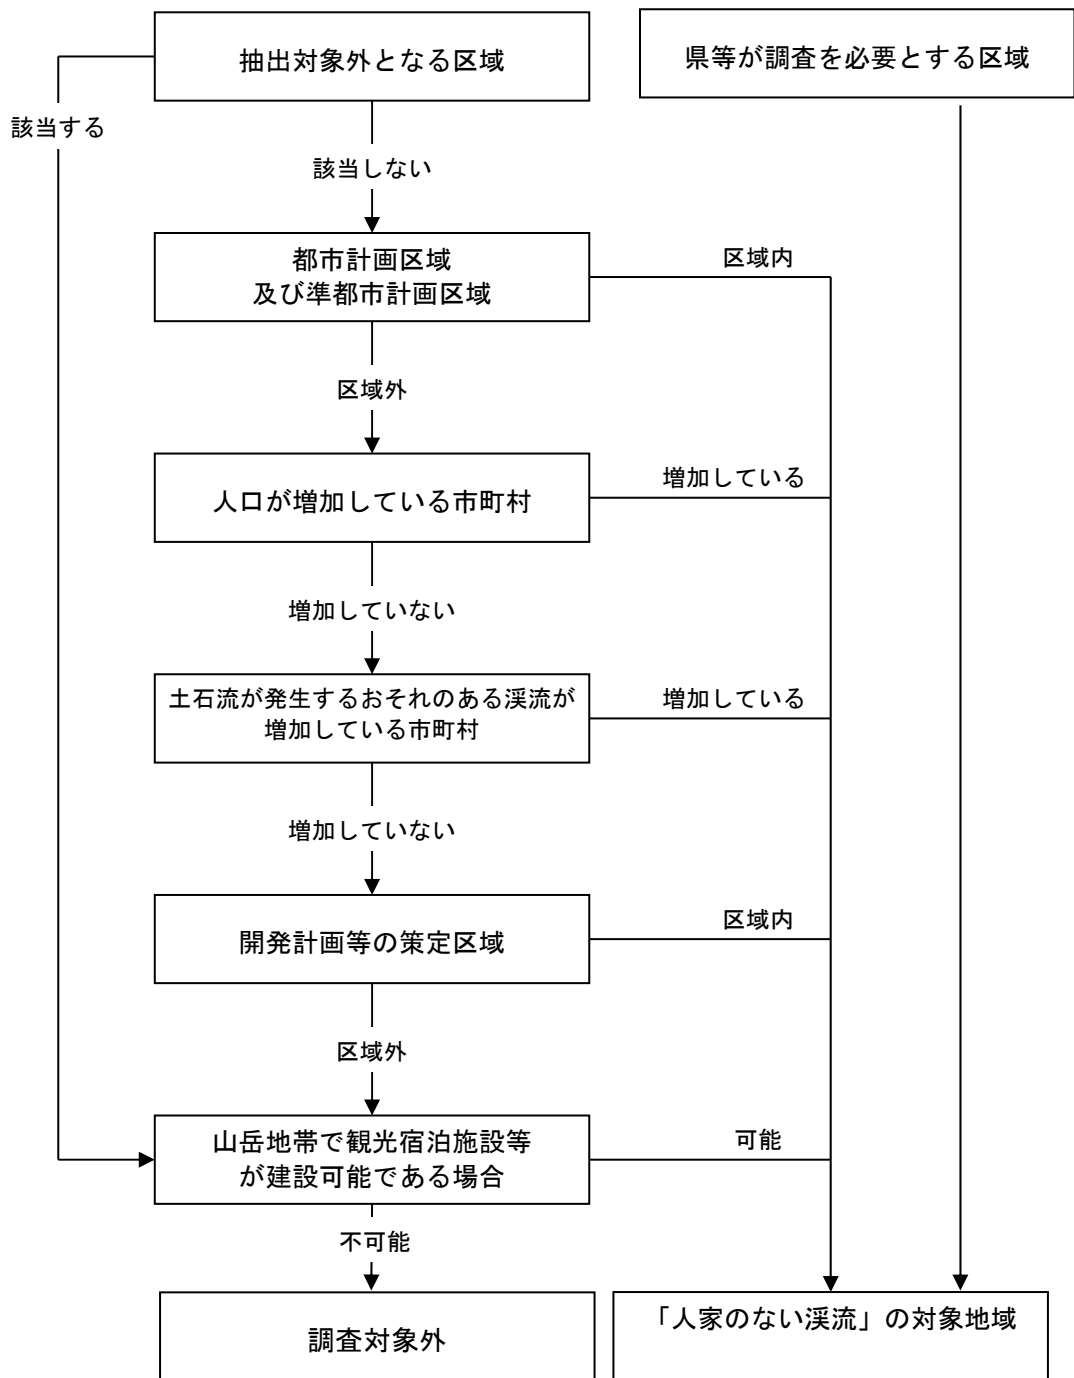 抽出対象外となる区域
県等が調査を必要とする区域
該当する
該当しない
都市計画区域
及び準都市計画区域
区域内
区域外
人口が増加している市町村
増加している
増加していない
土石流が発生するおそれのある渓流が
増加している市町村
増加している
増加していない
開発計画等の策定区域
区域内
区域外
山岳地帯で観光宿泊施設等
が建設可能である場合
可能
不可能
調査対象外
「人家のない渓流」の対象地域